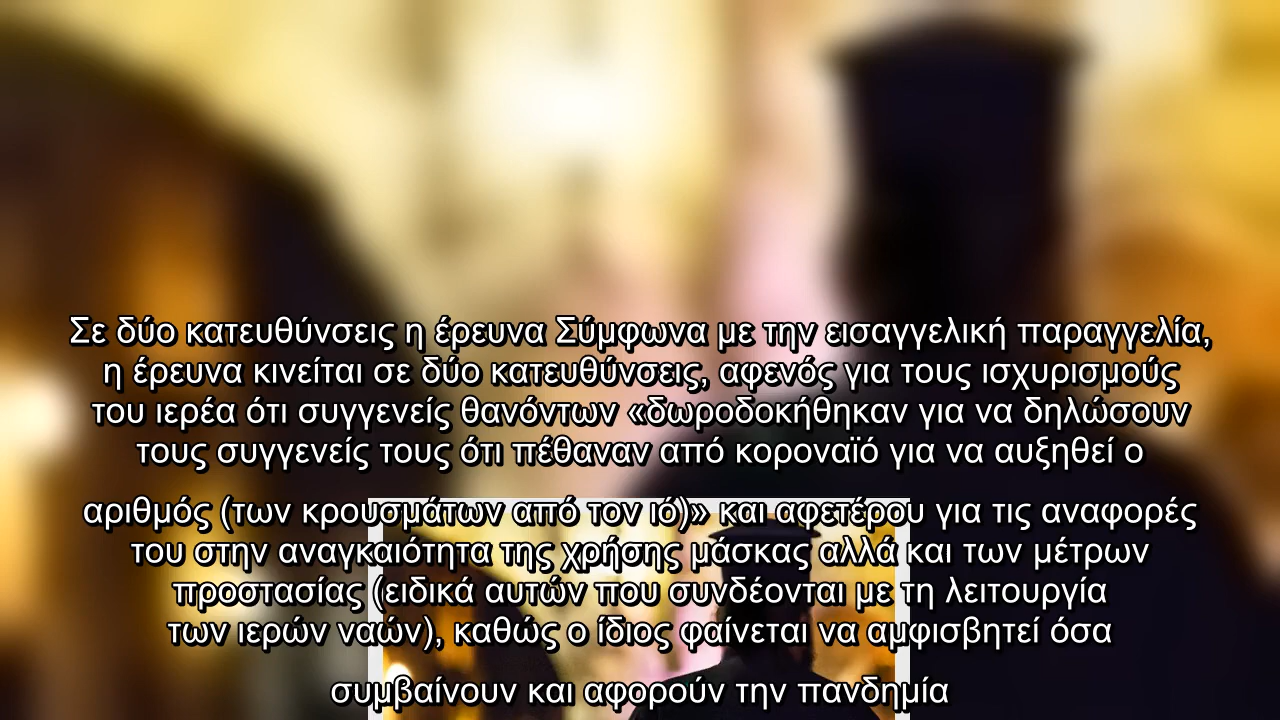 Σε δύο κατευθύνσεις η έρευνα Σύμφωνα με την εισαγγελική παραγγελία,
η έρευνα κινείται σε δύο κατευθύνσεις, αφενός για τους ισχυρισμούς
του ιερέα ότι συγγενείς θανόντων «δωροδοκήθηκαν για να δηλώσουν
τους συγγενείς τους ότι πέθαναν από κοροναϊό για να αυξηθεί ο
αριθμός (των κρουσμάτων από τον ιό)» και αφετέρου για τις αναφορές
του στην αναγκαιότητα της χρήσης μάσκας αλλά και των μέτρων
προστασίας (ειδικά αυτών που συνδέονται με τη λειτουργία
των ιερών ναών), καθώς ο ίδιος φαίνεται να αμφισβητεί όσα
συμβαίνουν και αφορούν την πανδημία